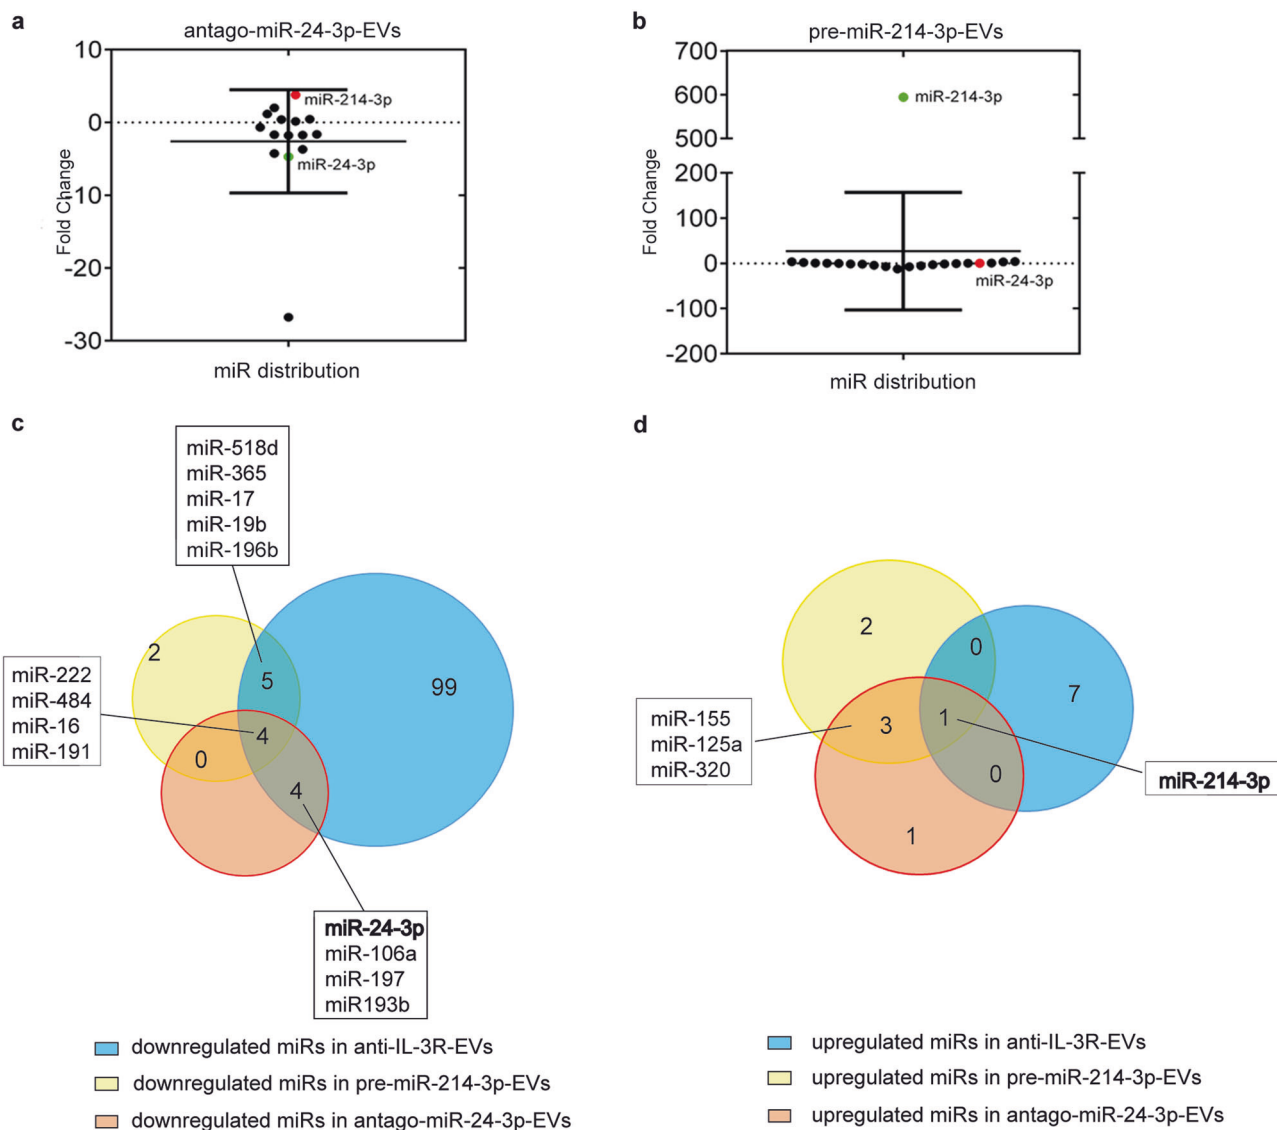 a
antago-miR-24-3p-EVs
10
0
-10
-20
-30
Fold Change
miR-214-3p
miR-24-3p
miR distribution
b
pre-miR-214-3p-EVs
700
600
500
200
100
0
-100
-200
Fold Change
miR-214-3p
miR-24-3p
miR distribution
c
miR-518d
miR-365
miR-17
miR-19b
miR-196b
miR-222
miR-484
miR-16
miR-191
2
5
99
4
0
4
miR-24-3p
miR-106a
miR-197
miR193b
downregulated miRs in anti-IL-3R-EVs
downregulated miRs in pre-miR-214-3p-EVs
downregulated miRs in antago-miR-24-3p-EVs
d
2
0
7
3
1
0
1
miR-155
miR-125a
miR-320
miR-214-3p
upregulated miRs in anti-IL-3R-EVs
upregulated miRs in pre-miR-214-3p-EVs
upregulated miRs in antago-miR-24-3p-EVs